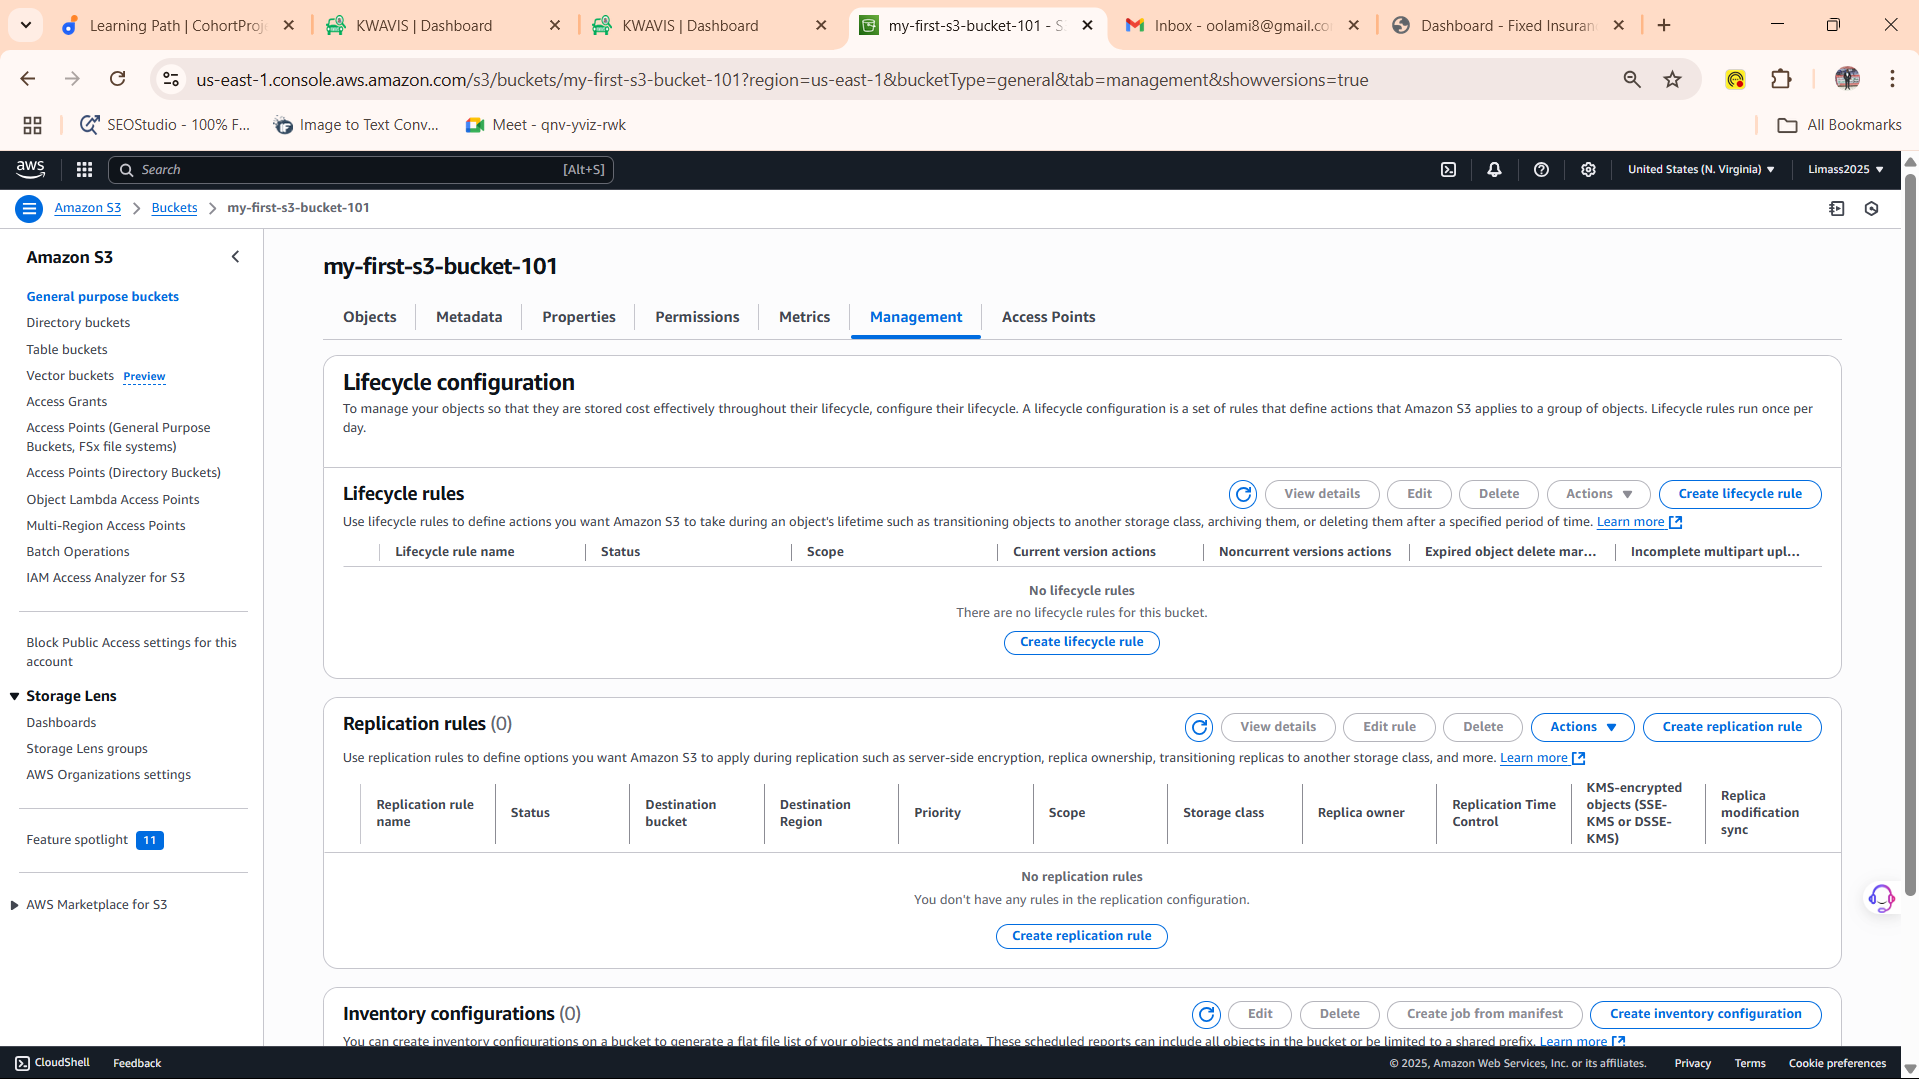 Learning Path | CohortProj
KWAVIS | Dashboard
KWAVIS | Dashboard
my-first-s3-bucket-101 - S
Inbox - oolami8@gmail.co
Dashboard - Fixed Insuran
us-east-1.console.aws.amazon.com/s3/buckets/my-first-s3-bucket-101?region=us-east-1&bucketType=general&tab=management&showversions=true
SEOStudio - 100% F...
Image to Text Conv...
Meet - qnv-yviz-rwk
All Bookmarks
aws
Search
[Alt+S]
United States (N. Virginia)
Limass2025
Amazon S3
Buckets
my-first-s3-bucket-101
Amazon S3
General purpose buckets
Directory buckets
Table buckets
Vector buckets Preview
Access Grants
Access Points (General Purpose
Buckets, FSx file systems)
Access Points (Directory Buckets)
Object Lambda Access Points
Multi-Region Access Points
Batch Operations
IAM Access Analyzer for S3
Block Public Access settings for this
account
Storage Lens
Dashboards
Storage Lens groups
AWS Organizations settings
Feature spotlight 11
AWS Marketplace for S3
my-first-s3-bucket-101
Objects
Metadata
Properties
Permissions
Metrics
Management
Access Points
Lifecycle configuration
To manage your objects so that they are stored cost effectively throughout their lifecycle, configure their lifecycle. A lifecycle configuration is a set of rules that define actions that Amazon S3 applies to a group of objects. Lifecycle rules run once per
day.
Lifecycle rules
View details
Edit
Delete
Actions
Create lifecycle rule
Use lifecycle rules to define actions you want Amazon S3 to take during an object's lifetime such as transitioning objects to another storage class, archiving them, or deleting them after a specified period of time. Learn more
Lifecycle rule name
Status
Scope
Current version actions
Noncurrent versions actions
Expired object delete mar...
Incomplete multipart upl...
No lifecycle rules
There are no lifecycle rules for this bucket.
Create lifecycle rule
Replication rules (0)
View details
Edit rule
Delete
Actions
Create replication rule
Use replication rules to define options you want Amazon S3 to apply during replication such as server-side encryption, replica ownership, transitioning replicas to another storage class, and more. Learn more
Replication rule
name
Status
Destination
bucket
Destination
Region
Priority
Scope
Storage class
Replica owner
Replication Time
Control
KMS-encrypted
objects (SSE-
KMS or DSSE-
KMS)
Replica
modification
sync
No replication rules
You don't have any rules in the replication configuration.
Create replication rule
Inventory configurations (0)
Edit
Delete
Create job from manifest
Create inventory configuration
You can create inventory configurations on a bucket to generate a flat file list of your objects and metadata. These scheduled reports can include all objects in the bucket or be limited to a shared prefix. Learn more
CloudShell
Feedback
© 2025, Amazon Web Services, Inc. or its affiliates.
Privacy
Terms
Cookie preferences